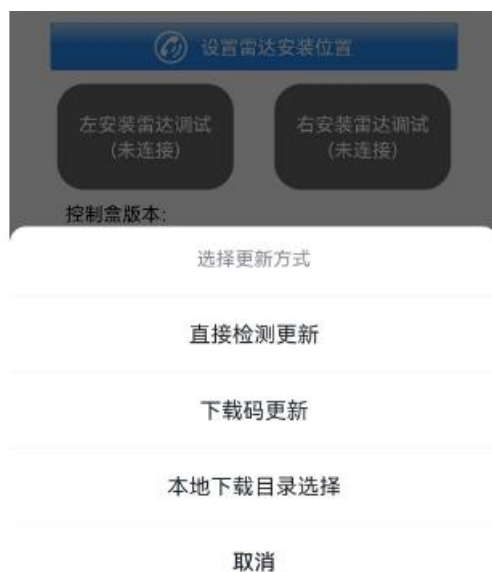 设置雷达安装位置
左安装雷达调试
(未连接)
右安装雷达调试
(未连接)
控制盒版本:
选择更新方式
直接检测更新
下载码更新
本地下载目录选择
取消